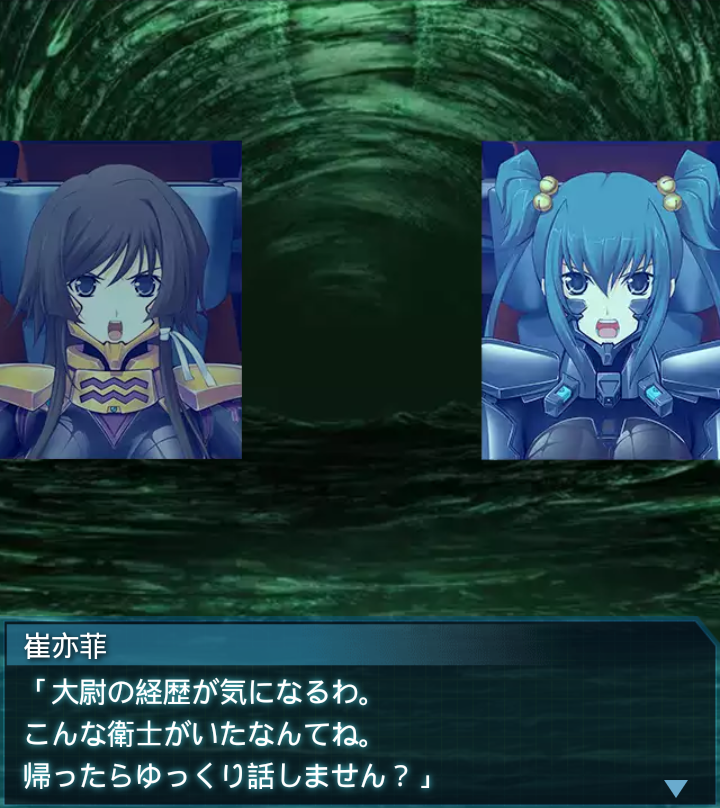 崔亦菲
「大尉の経歴が気になるわ。
こんな衛士がいたなんてね。
帰ったらゆっくり話しません？」